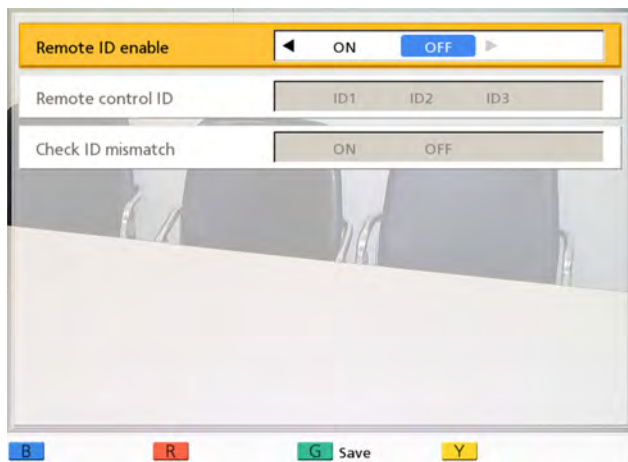 Remote ID enable ON OFF
Remote control ID ID1 ID2 ID3
Check ID mismatch ON OFF
B R G Save Y